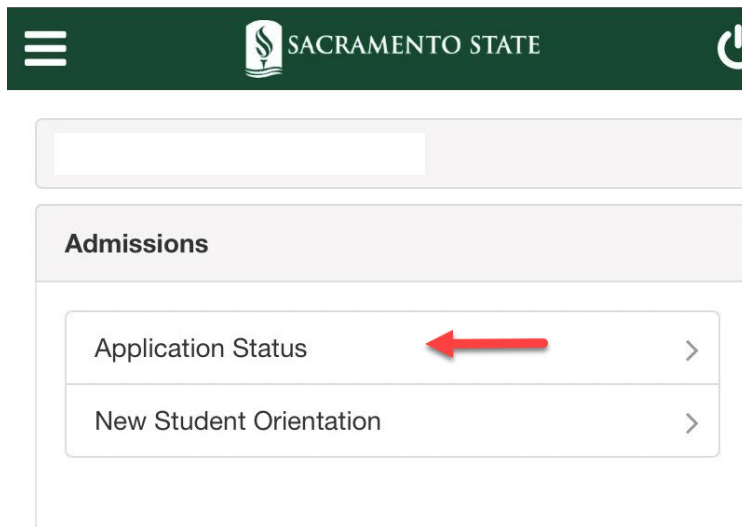 SACRAMENTO STATE
Admissions
Application Status
New Student Orientation